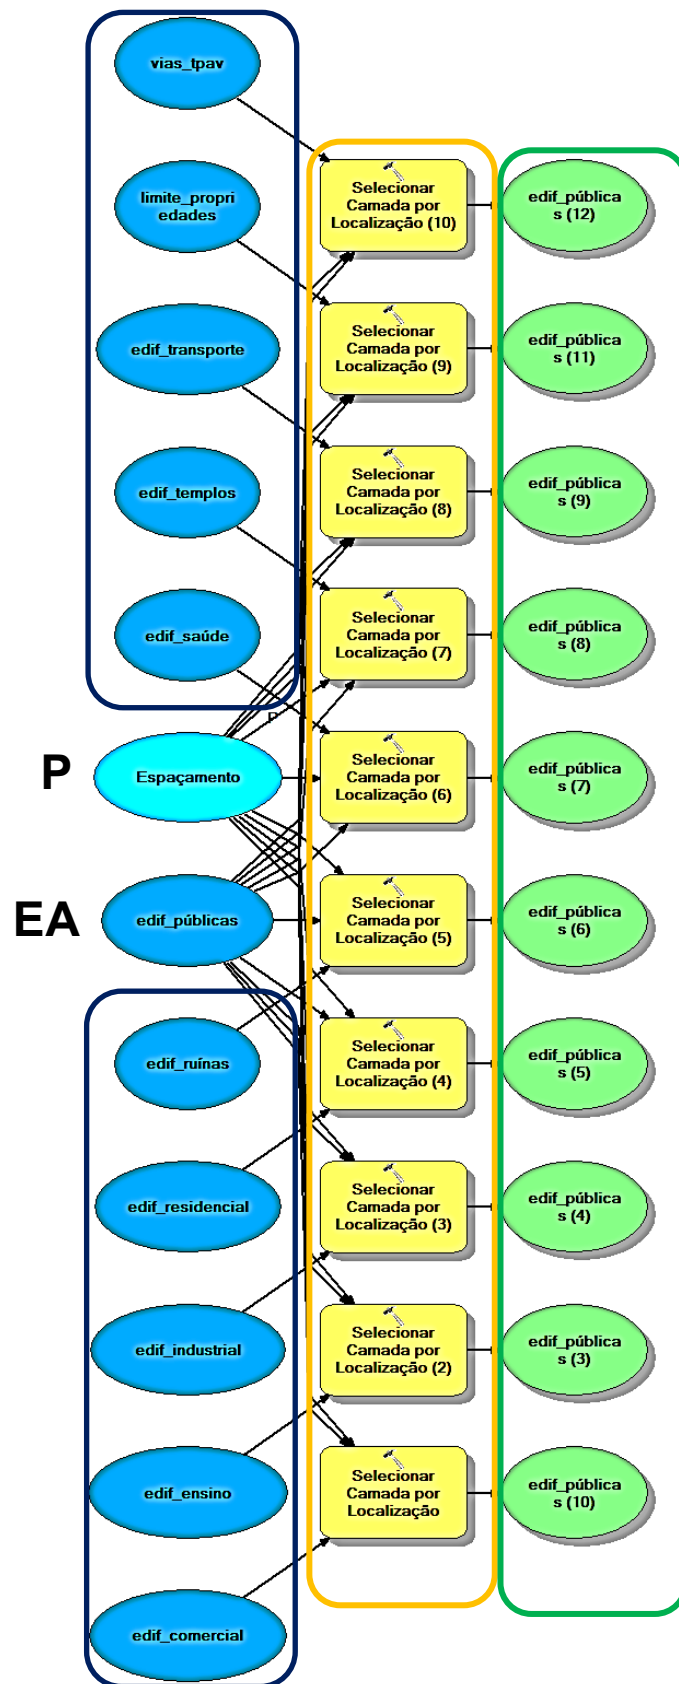 vias_tpav
limite_propri
edades
edif_transporte
edif_templos
edif_saúde
P
Espaçamento
EA
edif_públicas
edif_ruínas
edif_residencial
edif_industrial
edif_ensino
edif_comercial
Selecionar
Camada por
Localização (10)
Selecionar
Camada por
Localização (9)
Selecionar
Camada por
Localização (8)
Selecionar
Camada por
Localização (7)
P
Selecionar
Camada por
Localização (6)
Selecionar
Camada por
Localização (5)
Selecionar
Camada por
Localização (4)
Selecionar
Camada por
Localização (3)
Selecionar
Camada por
Localização (2)
Selecionar
Camada por
Localização
edif_pública
s (12)
edif_pública
s (11)
edif_pública
s (9)
edif_pública
s (8)
edif_pública
s (7)
edif_pública
s (6)
edif_pública
s (5)
edif_pública
s (4)
edif_pública
s (3)
edif_pública
s (10)